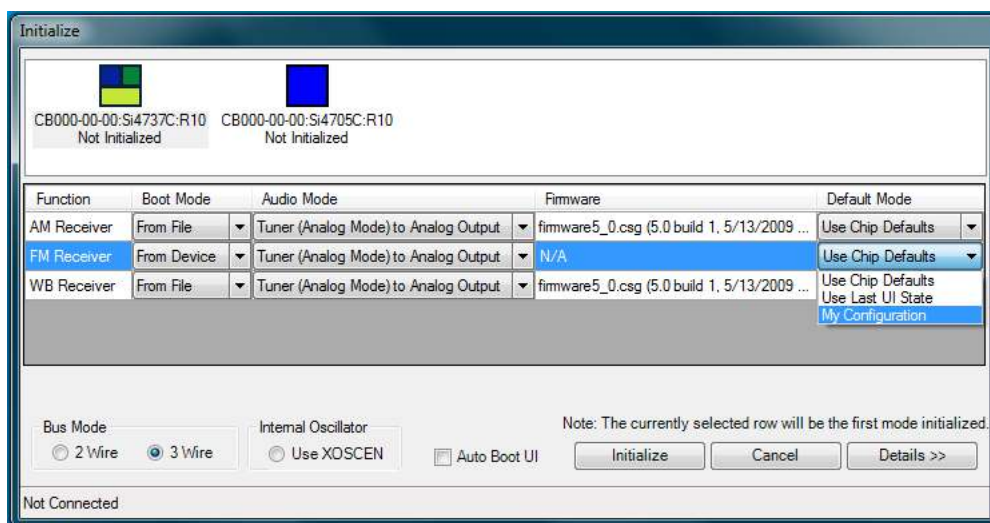 Initialize
CB000-00-00:Si4737C:R10 CB000-00-00:Si4705C:R10
Not Initialized Not Initialized
Function Boot Mode Audio Mode Firmware Default Mode
AM Receiver From File Tuner (Analog Mode) to Analog Output firmware5_0.csg (5.0 build 1, 5/13/2009 ... Use Chip Defaults
FM Receiver From Device Tuner (Analog Mode) to Analog Output N/A Use Chip Defaults
WB Receiver From File Tuner (Analog Mode) to Analog Output firmware5_0.csg (5.0 build 1, 5/13/2009 ... Use Chip Defaults
Use Last UI State
My Configuration
Bus Mode Internal Oscillator Note: The currently selected row will be the first mode initialized.
2 Wire 3 Wire Use XOSCEN Auto Boot UI Initialize Cancel Details >>
Not Connected